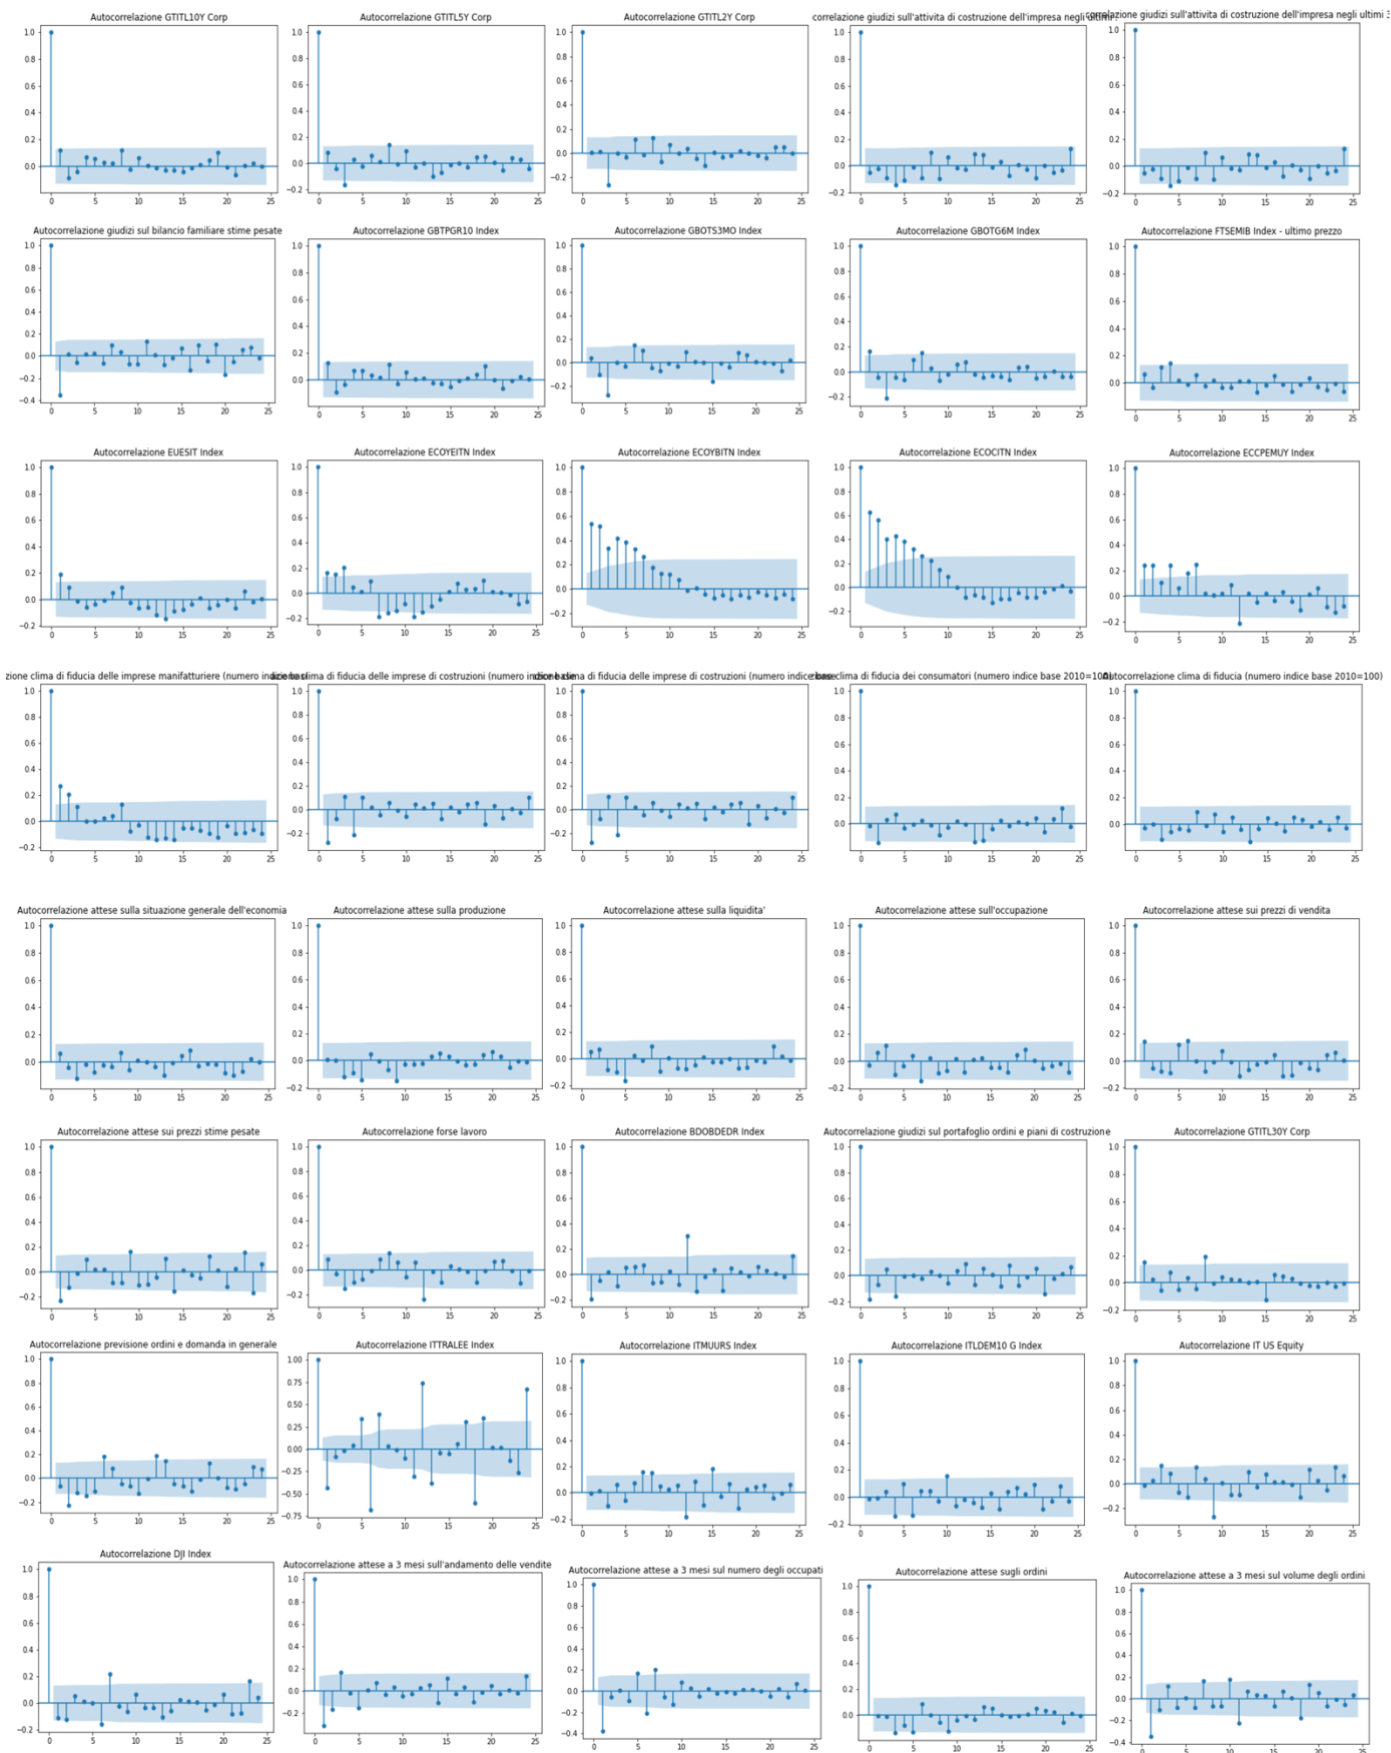 Autocorrelazione GTITL10Y Corp
Autocorrelazione GTITL5Y Corp
Autocorrelazione GTITL2Y Corp
correlazione giudizi sull'attivita di costruzione dell'impresa negli ultimi
correlazione giudizi sull'attivita di costruzione dell'impresa negli ultimi 3
Autocorrelazione giudizi sul bilancio familiare stime pesate
Autocorrelazione GBTPGR10 Index
Autocorrelazione GBOTS3MO Index
Autocorrelazione GBOTG6M Index
Autocorrelazione FTSEMIB Index - ultimo prezzo
Autocorrelazione EUESIT Index
Autocorrelazione ECOYEITN Index
Autocorrelazione ECOYBITN Index
Autocorrelazione ECOCITN Index
Autocorrelazione ECCPEMUY Index
zione clima di fiducia delle imprese manifatturiere (numero indice
clima di fiducia delle imprese di costruzioni (numero indice
clima di fiducia delle imprese di costruzioni (numero indice
clima di fiducia dei consumatori (numero indice base 2010=100)
Autocorrelazione clima di fiducia (numero indice base 2010=100)
Autocorrelazione attese sulla situazione generale dell'economia
Autocorrelazione attese sulla produzione
Autocorrelazione attese sulla liquidita'
Autocorrelazione attese sull'occupazione
Autocorrelazione attese sui prezzi di vendita
Autocorrelazione attese sui prezzi stime pesate
Autocorrelazione forse lavoro
Autocorrelazione BDOBDEDR Index
Autocorrelazione giudizi sul portafoglio ordini e piani di costruzione
Autocorrelazione GTITL30Y Corp
Autocorrelazione previsione ordini e domanda in generale
Autocorrelazione ITTRALEE Index
Autocorrelazione ITMUURS Index
Autocorrelazione ITLDEM10 G Index
Autocorrelazione IT US Equity
Autocorrelazione DJI Index
Autocorrelazione attese a 3 mesi sull'andamento delle vendite
Autocorrelazione attese a 3 mesi sul numero degli occupati
Autocorrelazione attese sugli ordini
Autocorrelazione attese a 3 mesi sul volume degli ordini